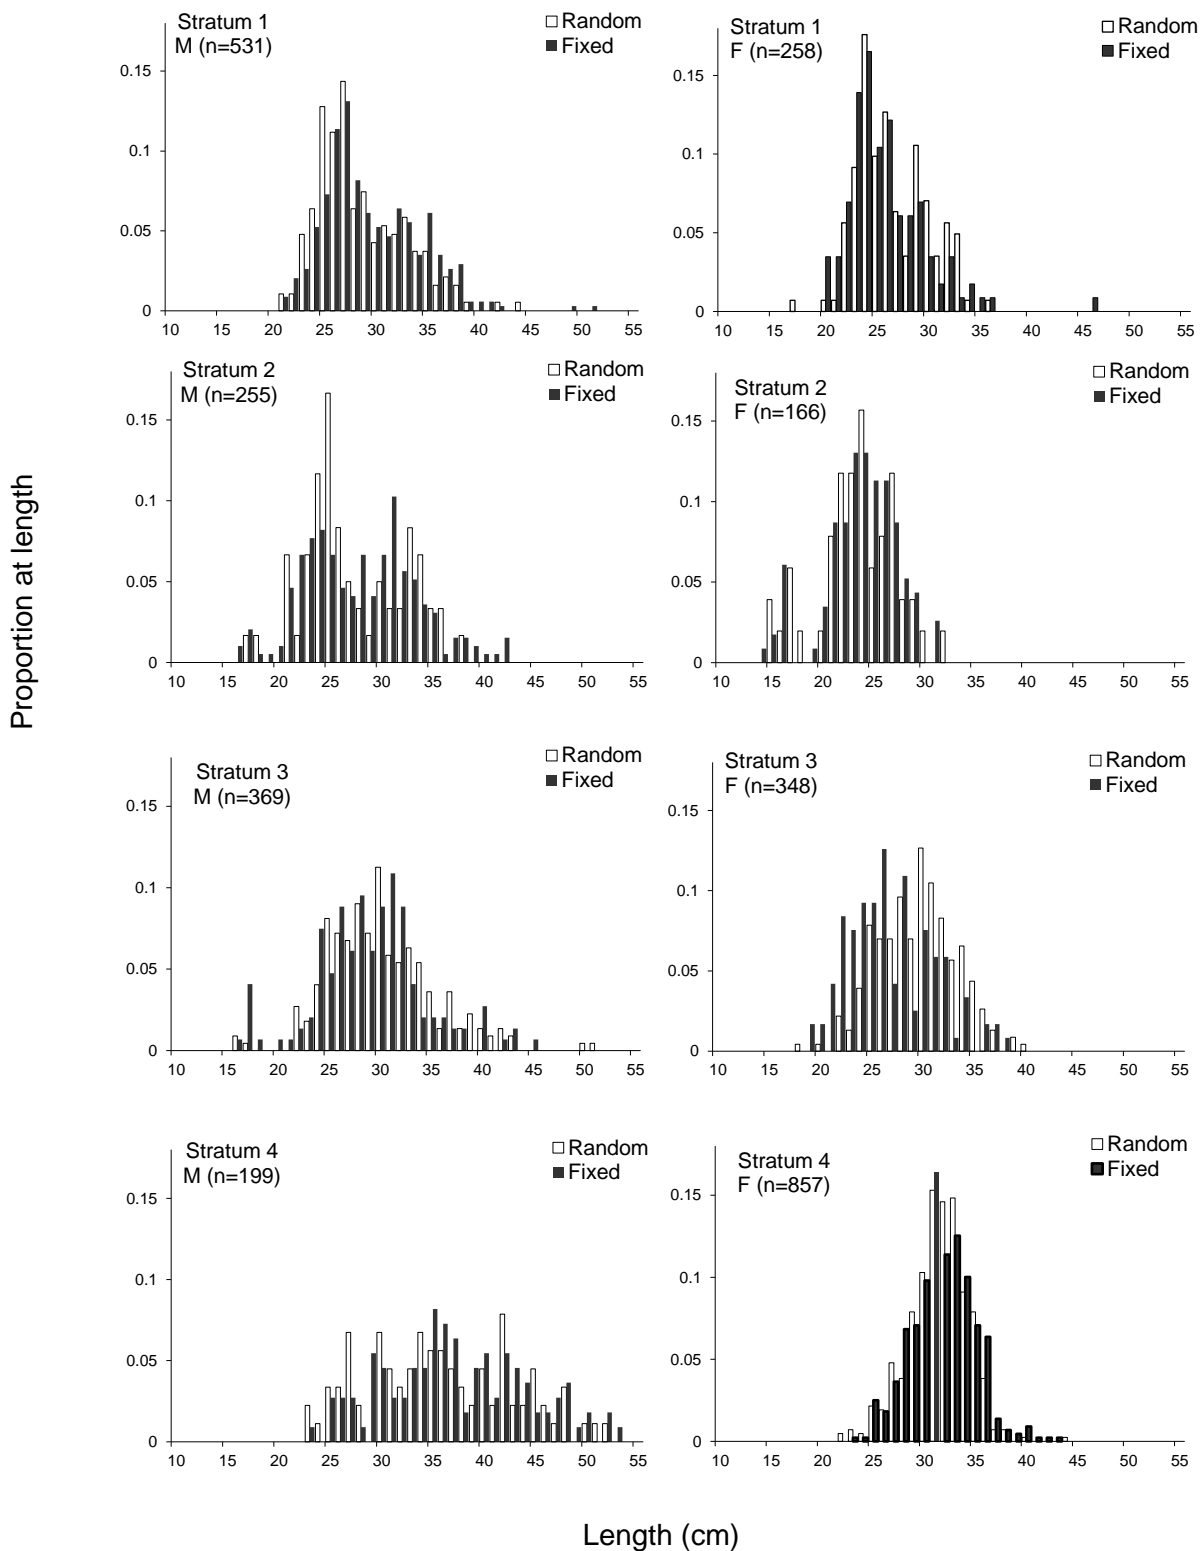 Proportion at length
Stratum 1
M (n=531)
Random
Fixed
0.15
0.1
0.05
0
10 15 20 25 30 35 40 45 50 55
Stratum 1
F (n=258)
Random
Fixed
0.15
0.1
0.05
0
10 15 20 25 30 35 40 45 50 55
Stratum 2
M (n=255)
Random
Fixed
0.15
0.1
0.05
0
10 15 20 25 30 35 40 45 50 55
Stratum 2
F (n=166)
Random
Fixed
0.15
0.1
0.05
0
10 15 20 25 30 35 40 45 50 55
Stratum 3
M (n=369)
Random
Fixed
0.15
0.1
0.05
0
10 15 20 25 30 35 40 45 50 55
Stratum 3
F (n=348)
Random
Fixed
0.15
0.1
0.05
0
10 15 20 25 30 35 40 45 50 55
Stratum 4
M (n=199)
Random
Fixed
0.15
0.1
0.05
0
10 15 20 25 30 35 40 45 50 55
Stratum 4
F (n=857)
Random
Fixed
0.15
0.1
0.05
0
10 15 20 25 30 35 40 45 50 55
Length (cm)